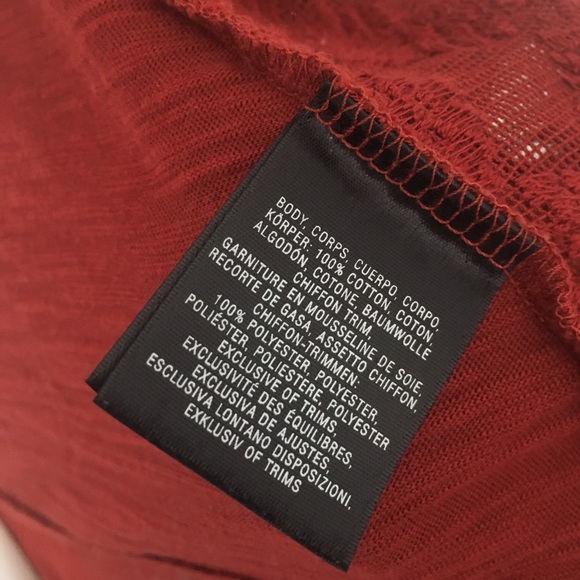 BODY, CORPS, CUERPO, CORPO,
KÖRPER: 100% COTTON, COTON,
ALGODÓN, COTONE, BAUMWOLLE
CHIFFON TRIM,
GARNITURE EN MOUSSELINE DE SOIE,
RECORTE DE GASA, ASSETTO CHIFFON,
CHIFFON-TRIMMEN:
100% POLYESTER, POLYESTER,
POLIÉSTER, POLIESTERE, POLYESTER
EXCLUSIVE OF TRIMS
EXCLUSIVITÉ DES ÉQUILIBRES,
EXCLUSIVA DE AJUSTES,
ESCLUSIVA LONTANO DISPOSIZIONI,
EXKLUSIV OF TRIMS